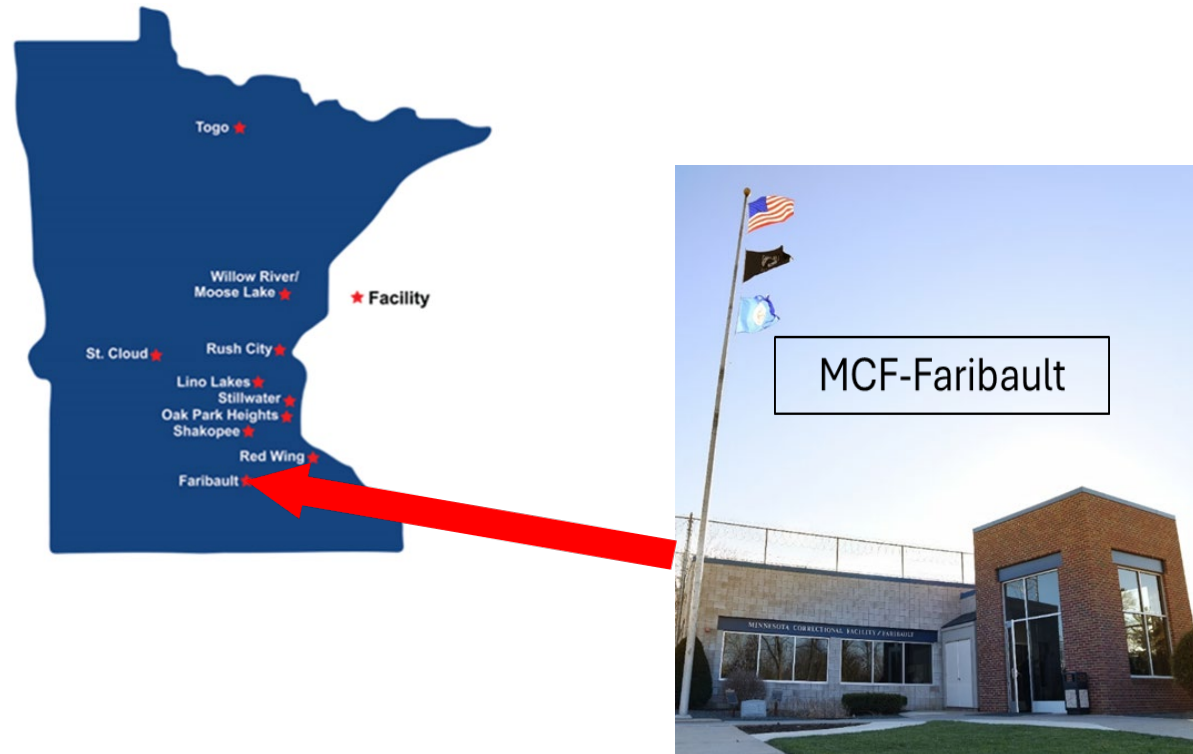 Togo
Willow River/
Moose Lake
Facility
St. Cloud
Rush City
Lino Lakes
Stillwater
Oak Park Heights
Shakopee
Red Wing
Faribault
MCF-Faribault
MINNESOTA CORRECTIONAL FACILITY / FARIBAULT